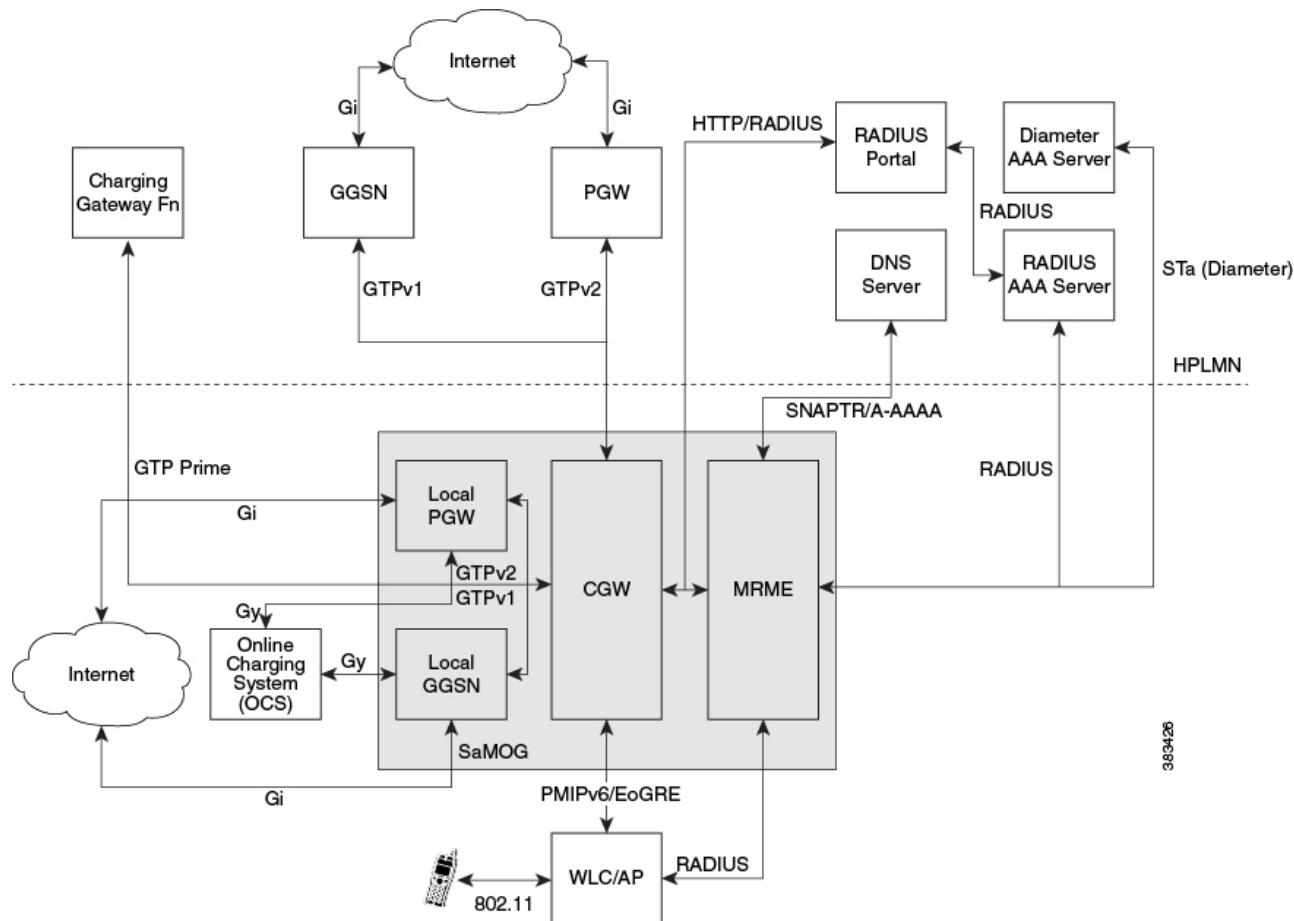 Internet
Gi
Gi
HTTP/RADIUS
Charging
Gateway Fn
GGSN
PGW
RADIUS
Portal
Diameter
AAA Server
RADIUS
GTPv1
GTPv2
DNS
Server
RADIUS
AAA Server
STa (Diameter)
HPLMN
SNAPTR/A-AAAA
GTP Prime
RADIUS
Local
PGW
Gi
GTPv2
GTPv1
CGW
MRME
Gy
Internet
Online
Charging
System
(OCS)
Gy
Local
GGSN
SaMOG
Gi
PMIPv6/EoGRE
WLC/AP
RADIUS
802.11
383426